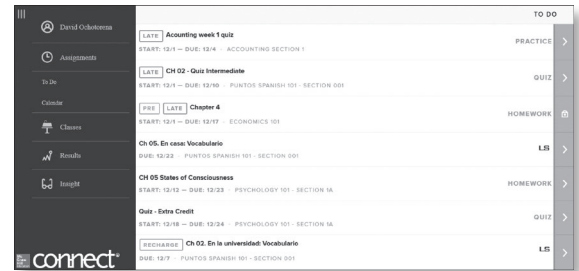 TO DO
David Ochotorena
Assignments
To Do
Calendar
Classes
Results
Insight
connect®
LATE Acounting week 1 quiz
START: 12/1 — DUE: 12/4 · ACCOUNTING SECTION 1
PRACTICE
LATE CH 02 - Quiz Intermediate
START: 12/1 — DUE: 12/10 · PUNTOS SPANISH 101 - SECTION 001
QUIZ
PRE LATE Chapter 4
START: 12/1 — DUE: 12/17 · ECONOMICS 101
HOMEWORK
Ch 05. En casa: Vocabulario
DUE: 12/22 · PUNTOS SPANISH 101 - SECTION 001
LS
CH 05 States of Consciousness
START: 12/12 — DUE: 12/23 · PSYCHOLOGY 101 - SECTION 1A
HOMEWORK
Quiz - Extra Credit
START: 12/18 — DUE: 12/24 · PSYCHOLOGY 101 - SECTION 1A
QUIZ
RECHARGE Ch 02. En la universidad: Vocabulario
DUE: 12/7 · PUNTOS SPANISH 101 - SECTION 001
LS